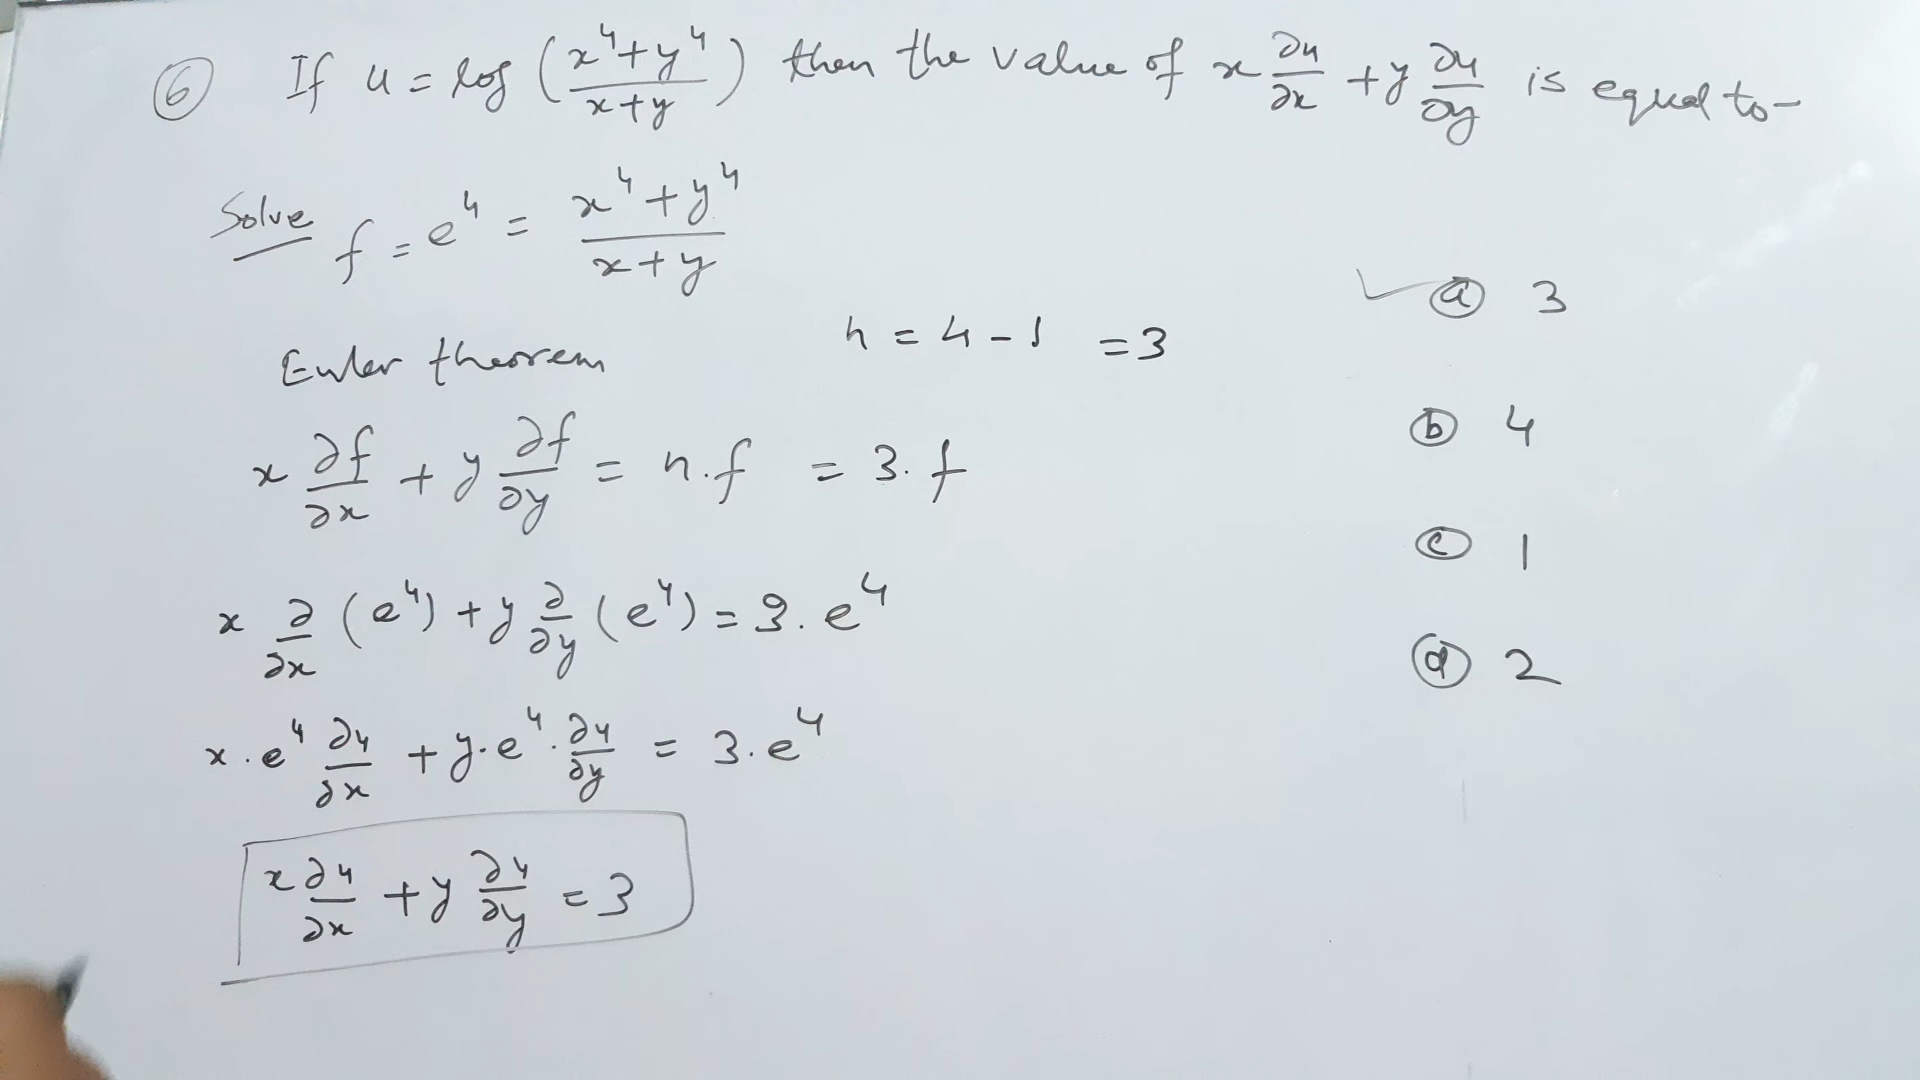 ⑥ If u = log (x⁴+y⁴ / x+y) then the value of x ∂u/∂x + y ∂u/∂y is equal to-
Solve f = eᵘ = x⁴+y⁴ / x+y
ⓐ 3
Euler theorem n = 4-1 = 3
ⓑ 4
x ∂f/∂x + y ∂f/∂y = n.f = 3.f
ⓒ 1
x ∂/∂x (eᵘ) + y ∂/∂y (eᵘ) = 3.eᵘ
ⓓ 2
x.eᵘ ∂u/∂x + y.eᵘ.∂u/∂y = 3.eᵘ
x ∂u/∂x + y ∂u/∂y = 3